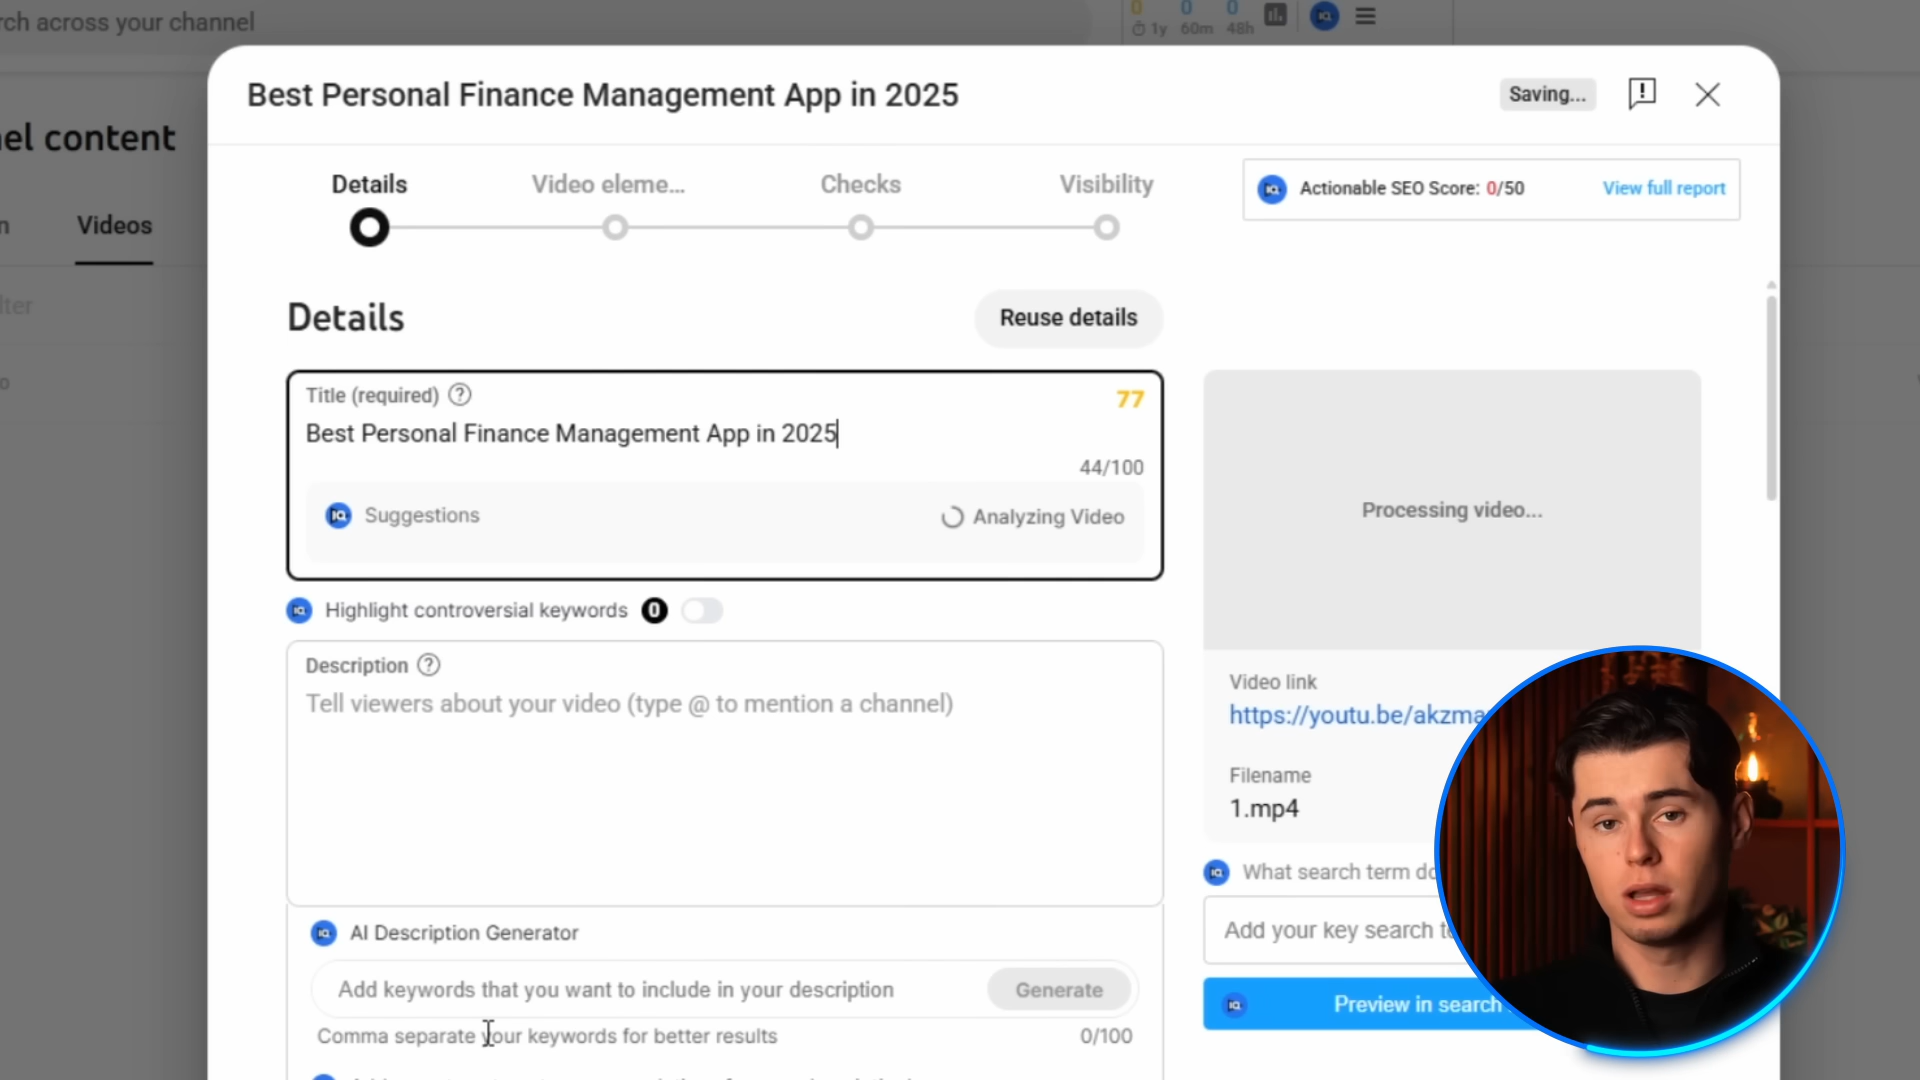 rch across your channel
0 0 0
1y 60m 48h
Best Personal Finance Management App in 2025
Saving...
el content
Details
Video eleme...
Checks
Visibility
Actionable SEO Score: 0/50
View full report
n
Videos
Details
Reuse details
lter
Title (required)
77
Best Personal Finance Management App in 2025
44/100
Suggestions
Analyzing Video
Processing video...
Highlight controversial keywords 0
Description
Tell viewers about your video (type @ to mention a channel)
Video link
https://youtu.be/akzma
Filename
1.mp4
What search term do
Add your key search t
Preview in search
AI Description Generator
Add keywords that you want to include in your description
Generate
Comma separate your keywords for better results
0/100